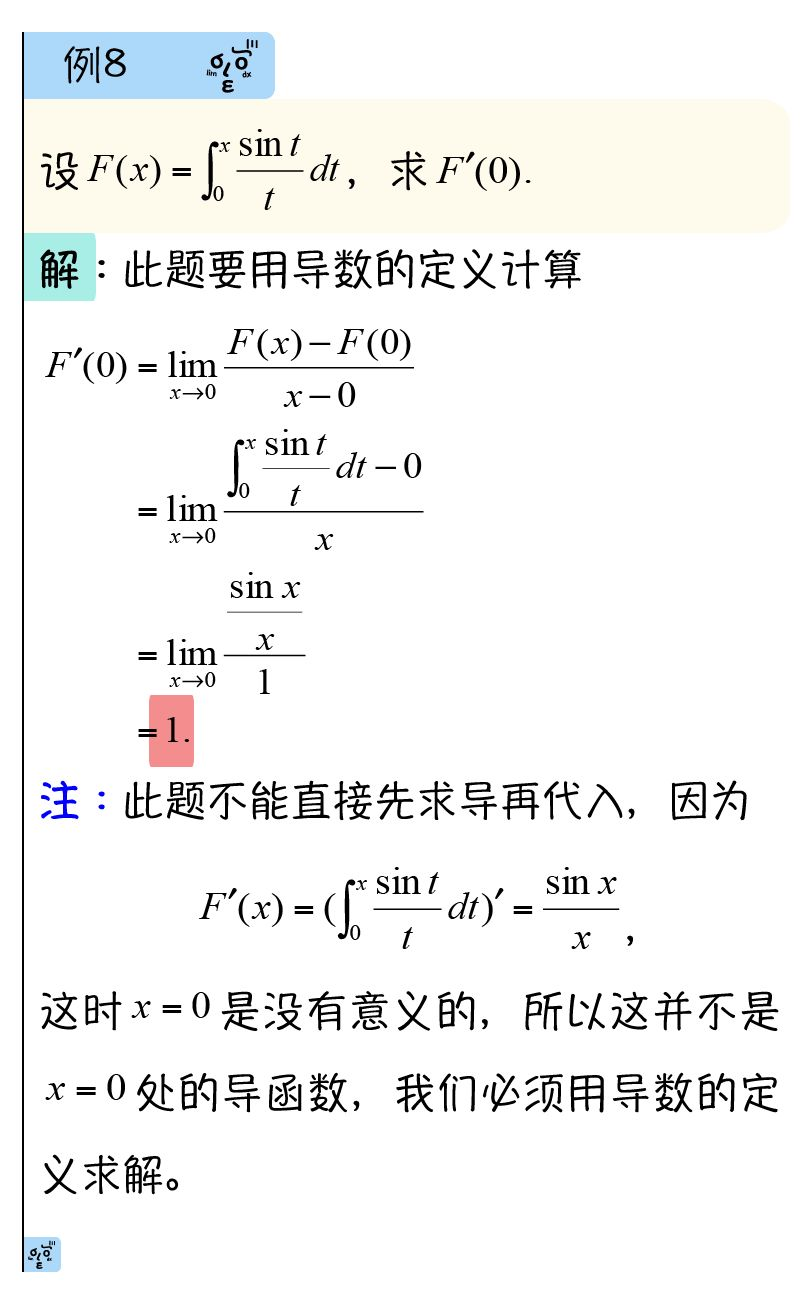 例8
设 F(x) = ∫₀ˣ (sin t)/t dt，求 F′(0).
解：此题要用导数的定义计算
F′(0) = lim_{x→0} (F(x) − F(0))/(x − 0)
= lim_{x→0} (∫₀ˣ (sin t)/t dt − 0)/x
= lim_{x→0} ((sin x)/x)/1
= 1.
注：此题不能直接先求导再代入，因为
F′(x) = (∫₀ˣ (sin t)/t dt)′ = (sin x)/x，
这时 x = 0 是没有意义的，所以这并不是
x = 0 处的导函数，我们必须用导数的定
义求解。